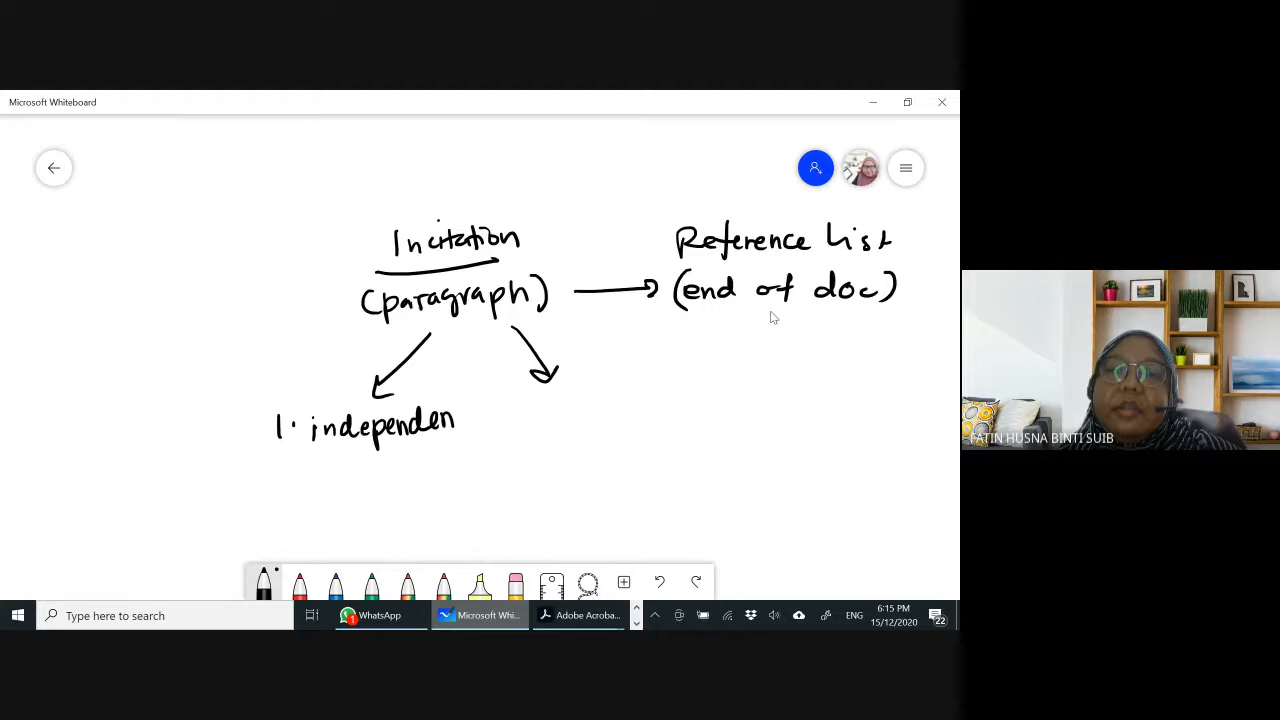 Microsoft Whiteboard
Incitation
(paragraph)
Reference List
(end of doc)
1. independen
FATIN HUSNA BINTI SUIB
Type here to search
WhatsApp
1
Microsoft Whi...
Adobe Acroba...
ENG
6:15 PM
15/12/2020
22